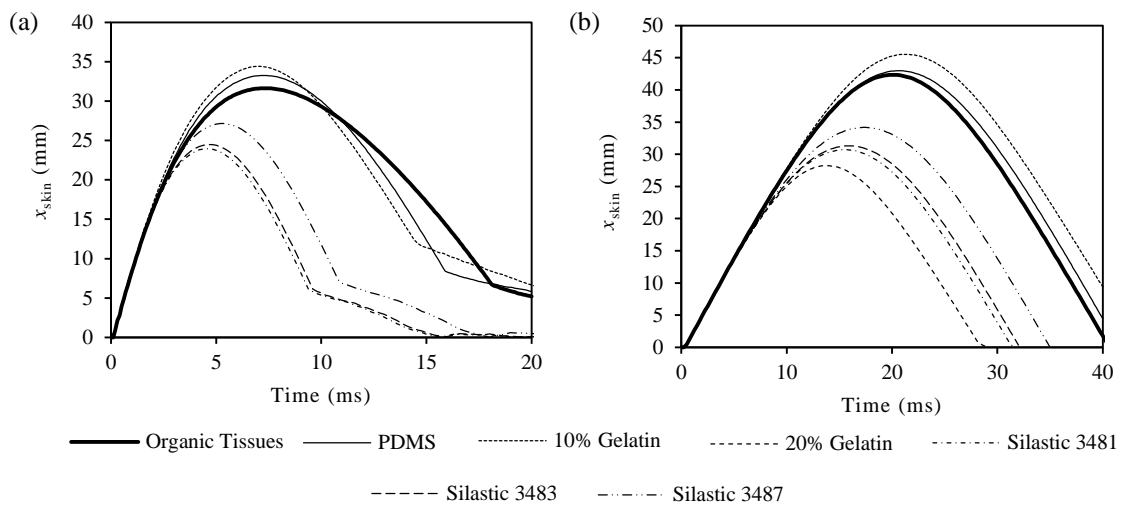 (a)
40
35
30
25
20
15
10
5
0
x_skin (mm)
0 5 10 15 20
Time (ms)
(b)
50
45
40
35
30
25
20
15
10
5
0
x_skin (mm)
0 10 20 30 40
Time (ms)
Organic Tissues PDMS 10% Gelatin 20% Gelatin Silastic 3481
Silastic 3483 Silastic 3487